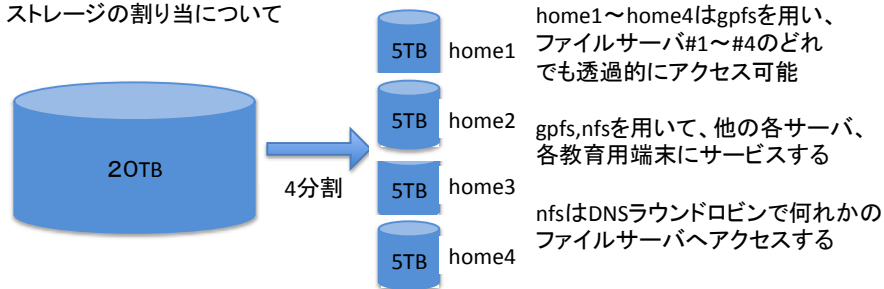 ストレージの割り当てについて
20TB
4分割
5TB home1
5TB home2
5TB home3
5TB home4
home1～home4はgpfsを用い、
ファイルサーバ#1～#4のどれ
でも透過的にアクセス可能
gpfs,nfsを用いて、他の各サーバ、
各教育用端末にサービスする
nfsはDNSラウンドロビンで何れかの
ファイルサーバへアクセスする